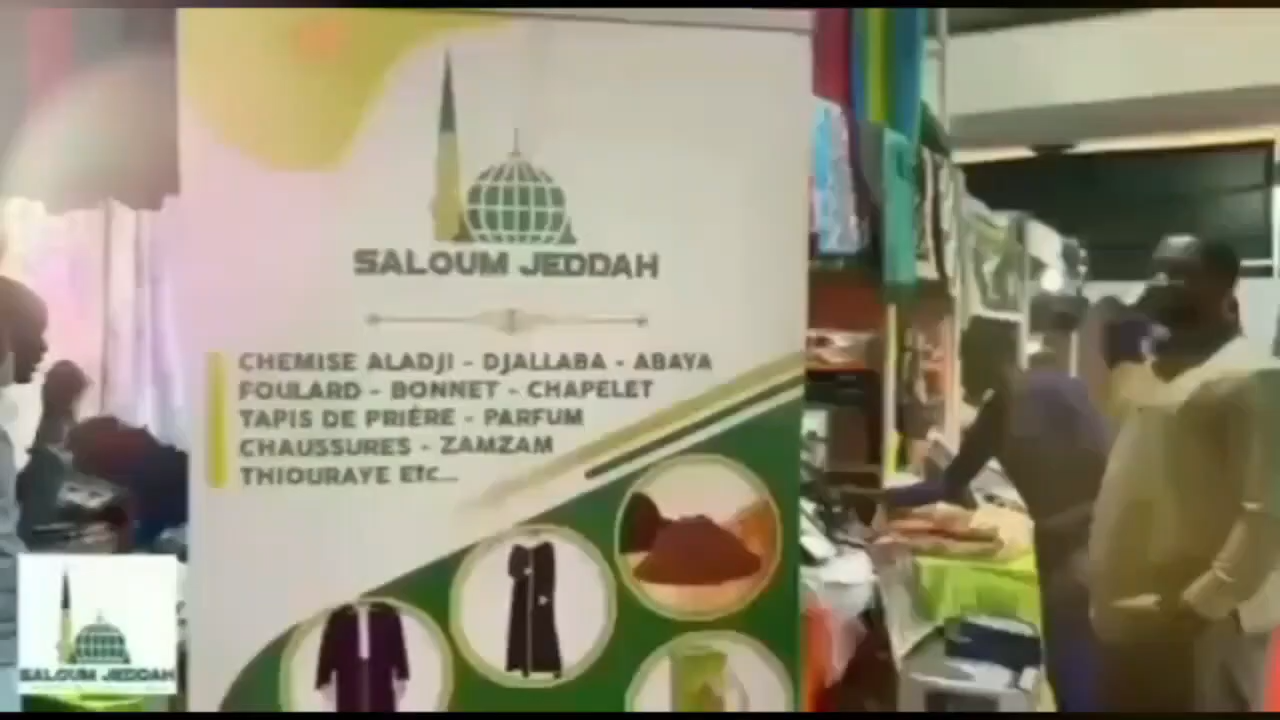 SALOUM JEDDAH
CHEMISE ALADJI - DJALLABA - ABAYA
FOULARD - BONNET - CHAPELET
TAPIS DE PRIÈRE - PARFUM
CHAUSSURES - ZAMZAM
THIOURAYE Etc...
SALOUM JEDDAH